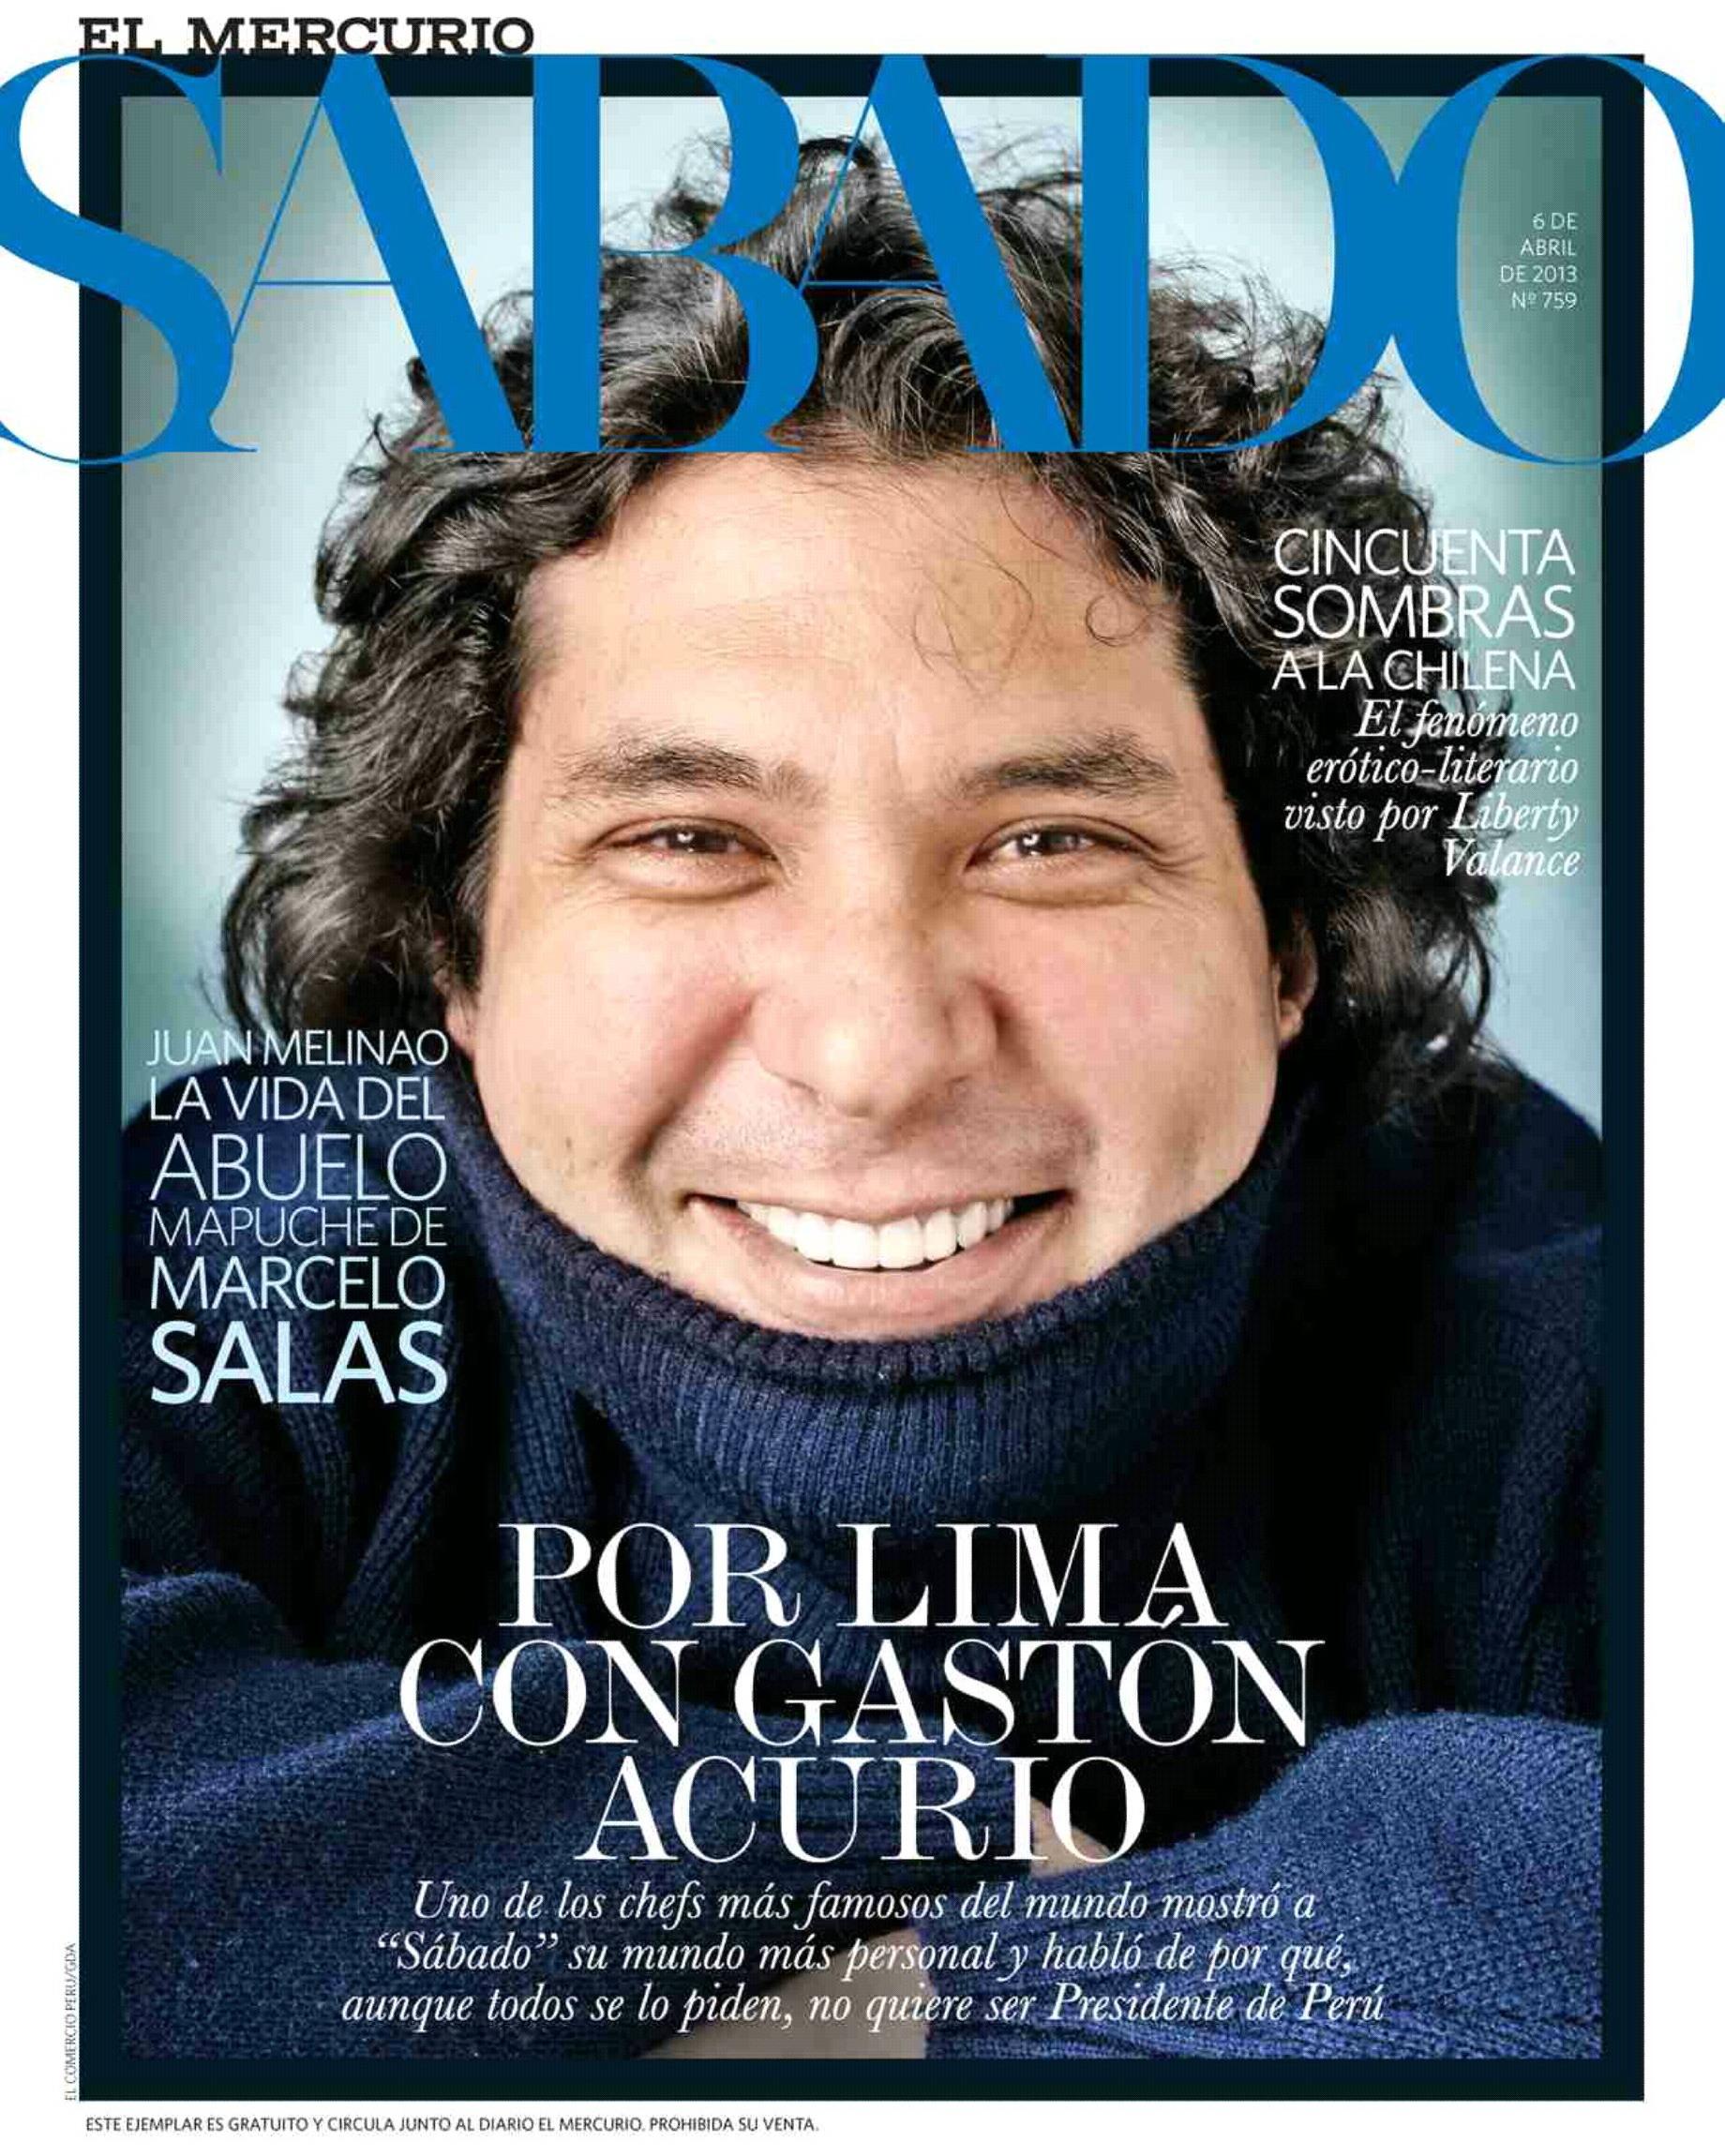 EL MERCURIO
SABADO
6 DE
ABRIL
DE 2013
Nº 759
CINCUENTA
SOMBRAS
A LA CHILENA
El fenómeno
erótico-literario
visto por Liberty
Valance
JUAN MELINAO
LA VIDA DEL
ABUELO
MAPUCHE DE
MARCELO
SALAS
POR LIMA
CON GASTÓN
ACURIO
Uno de los chefs más famosos del mundo mostró a
“Sábado” su mundo más personal y habló de por qué,
aunque todos se lo piden, no quiere ser Presidente de Perú
EL COMERCIO PERU/GDA
ESTE EJEMPLAR ES GRATUITO Y CIRCULA JUNTO AL DIARIO EL MERCURIO. PROHIBIDA SU VENTA.